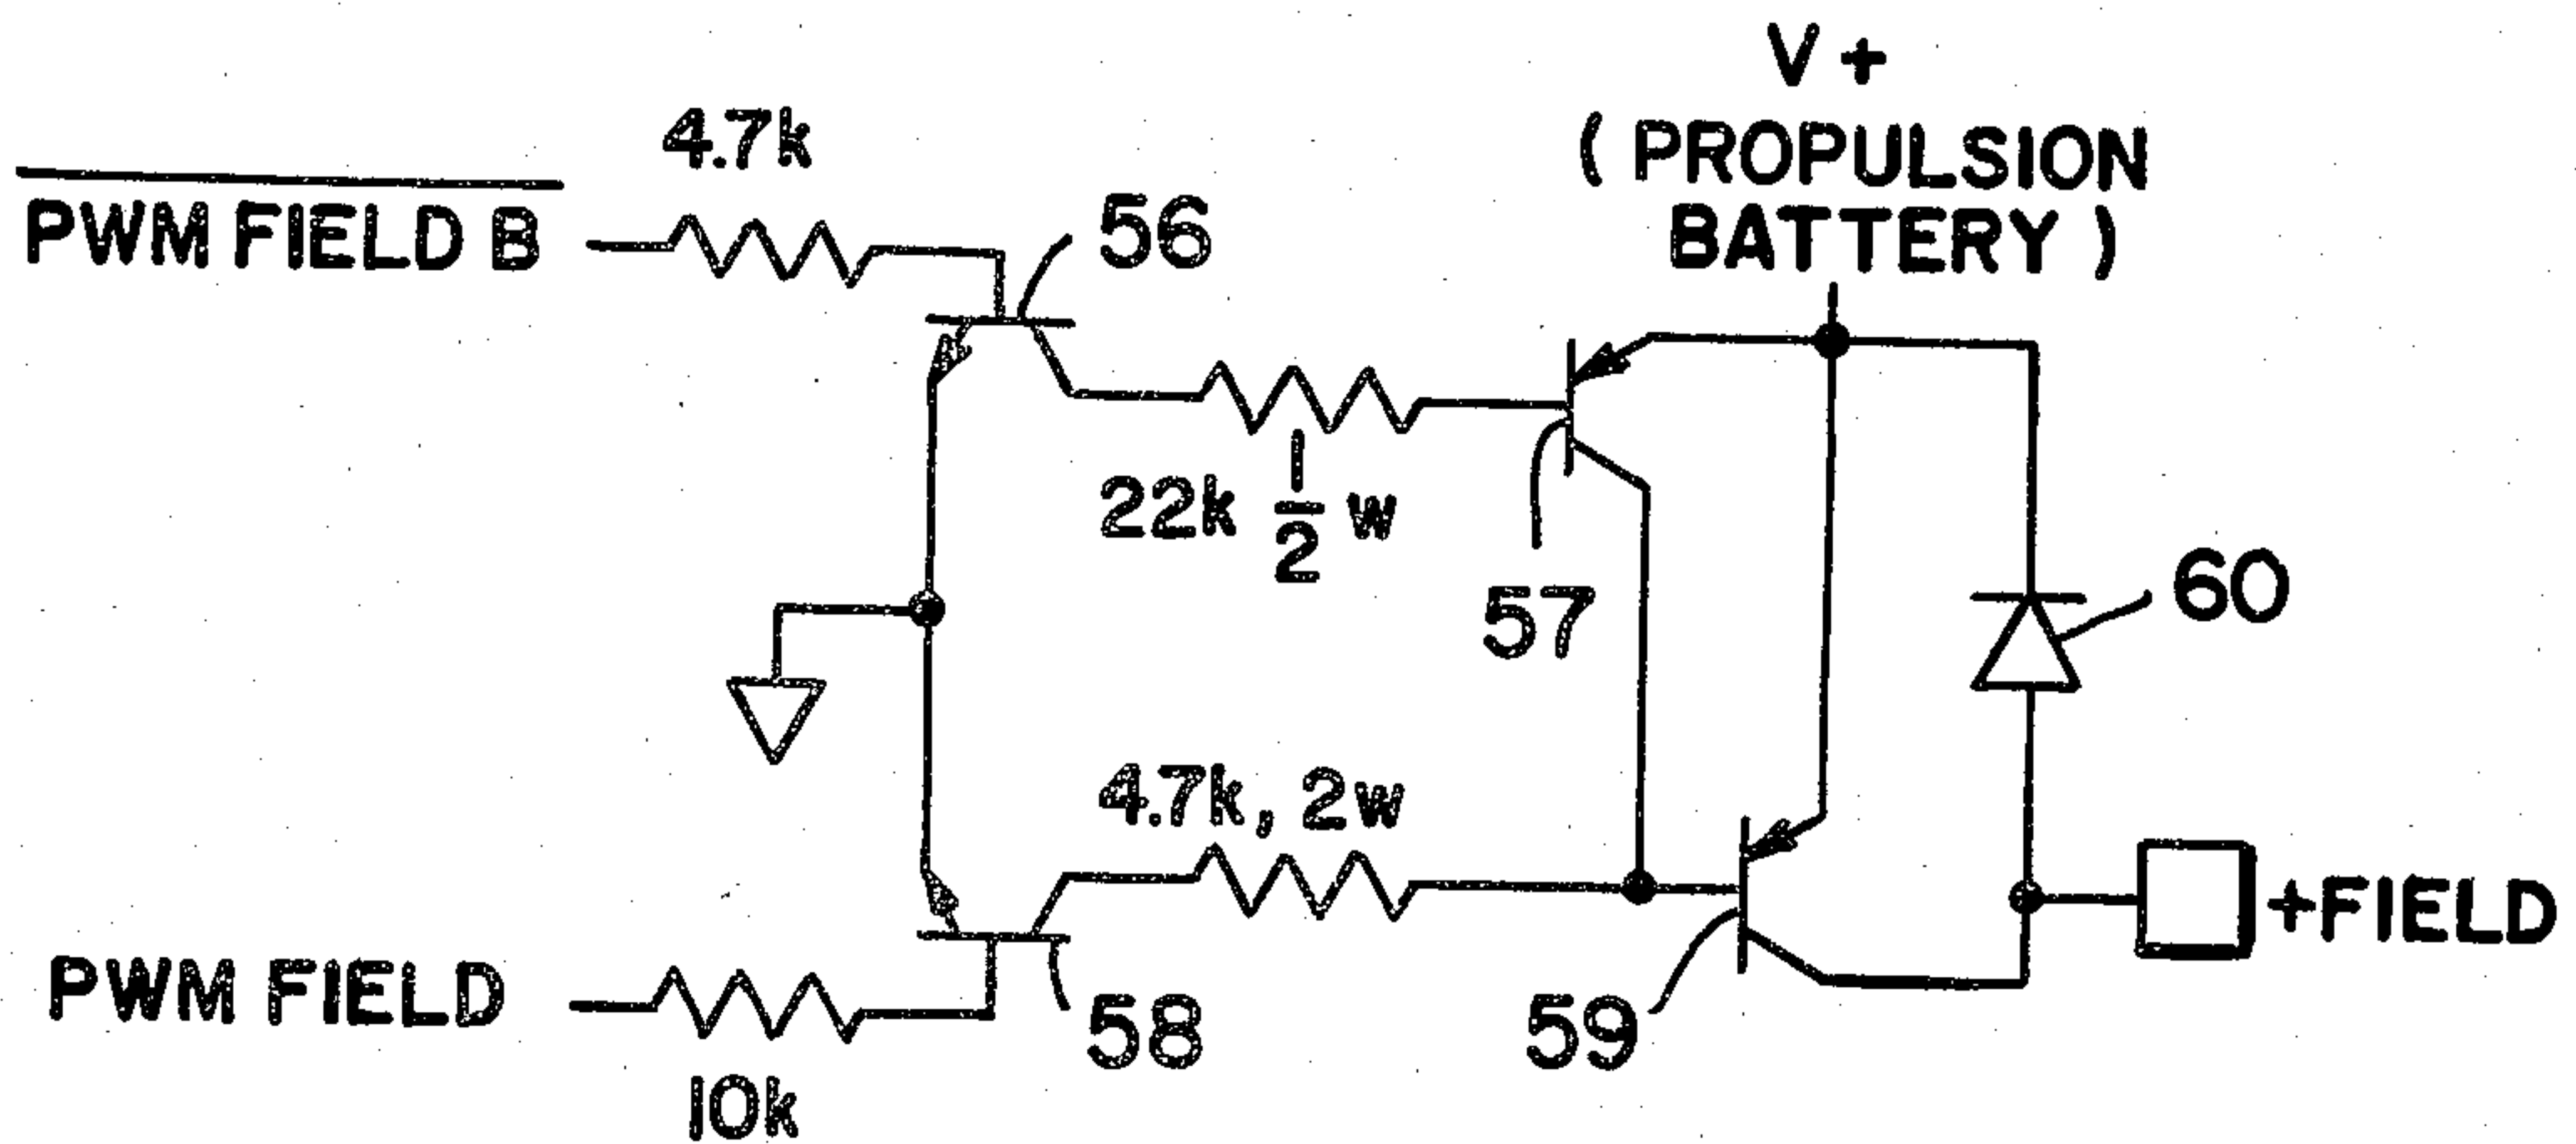 V +
( PROPULSION
BATTERY )
4.7k
PWM FIELD B
56
22k 1/2 w
57
60
4.7k, 2w
+FIELD
PWM FIELD
58
59
10k